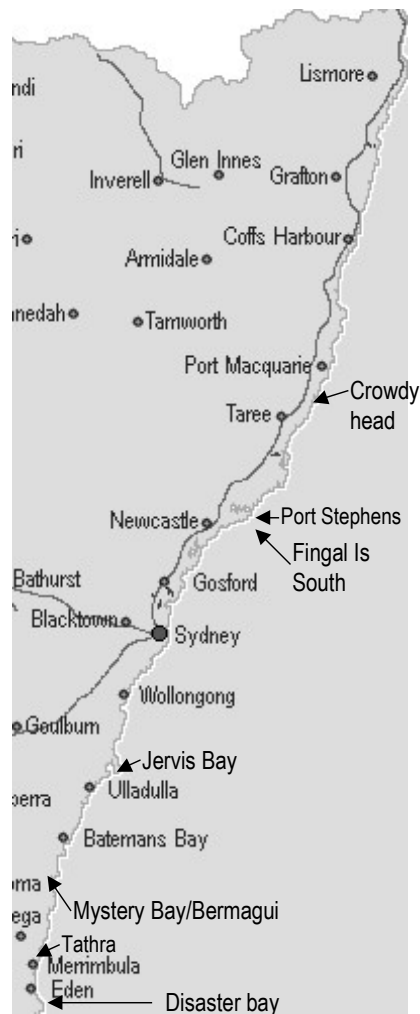 Lismore
ndi
Glen Innes
Inverell
Grafton
ri
Coffs Harbour
Armidale
nedah
Tamworth
Port Macquarie
Crowdy
head
Taree
Port Stephens
Newcastle
Fingal Is
South
Bathurst
Gosford
Blacktown
Sydney
Wollongong
Goulburn
Jervis Bay
Ulladulla
berra
Batemans Bay
oma
Mystery Bay/Bermagui
ega
Tathra
Merrimbula
Eden
Disaster bay